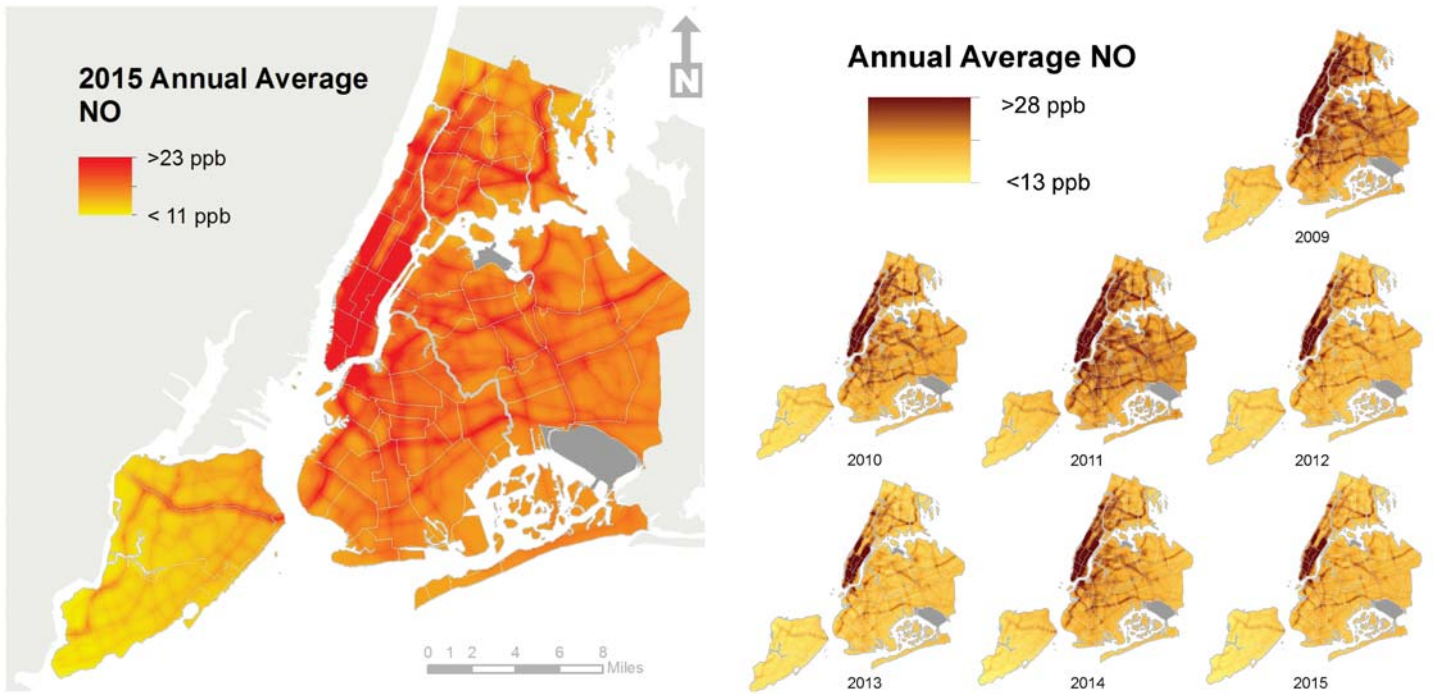 2015 Annual Average
NO
>23 ppb
< 11 ppb
N
0 1 2 4 6 8
Miles
Annual Average NO
>28 ppb
<13 ppb
2009
2010
2011
2012
2013
2014
2015